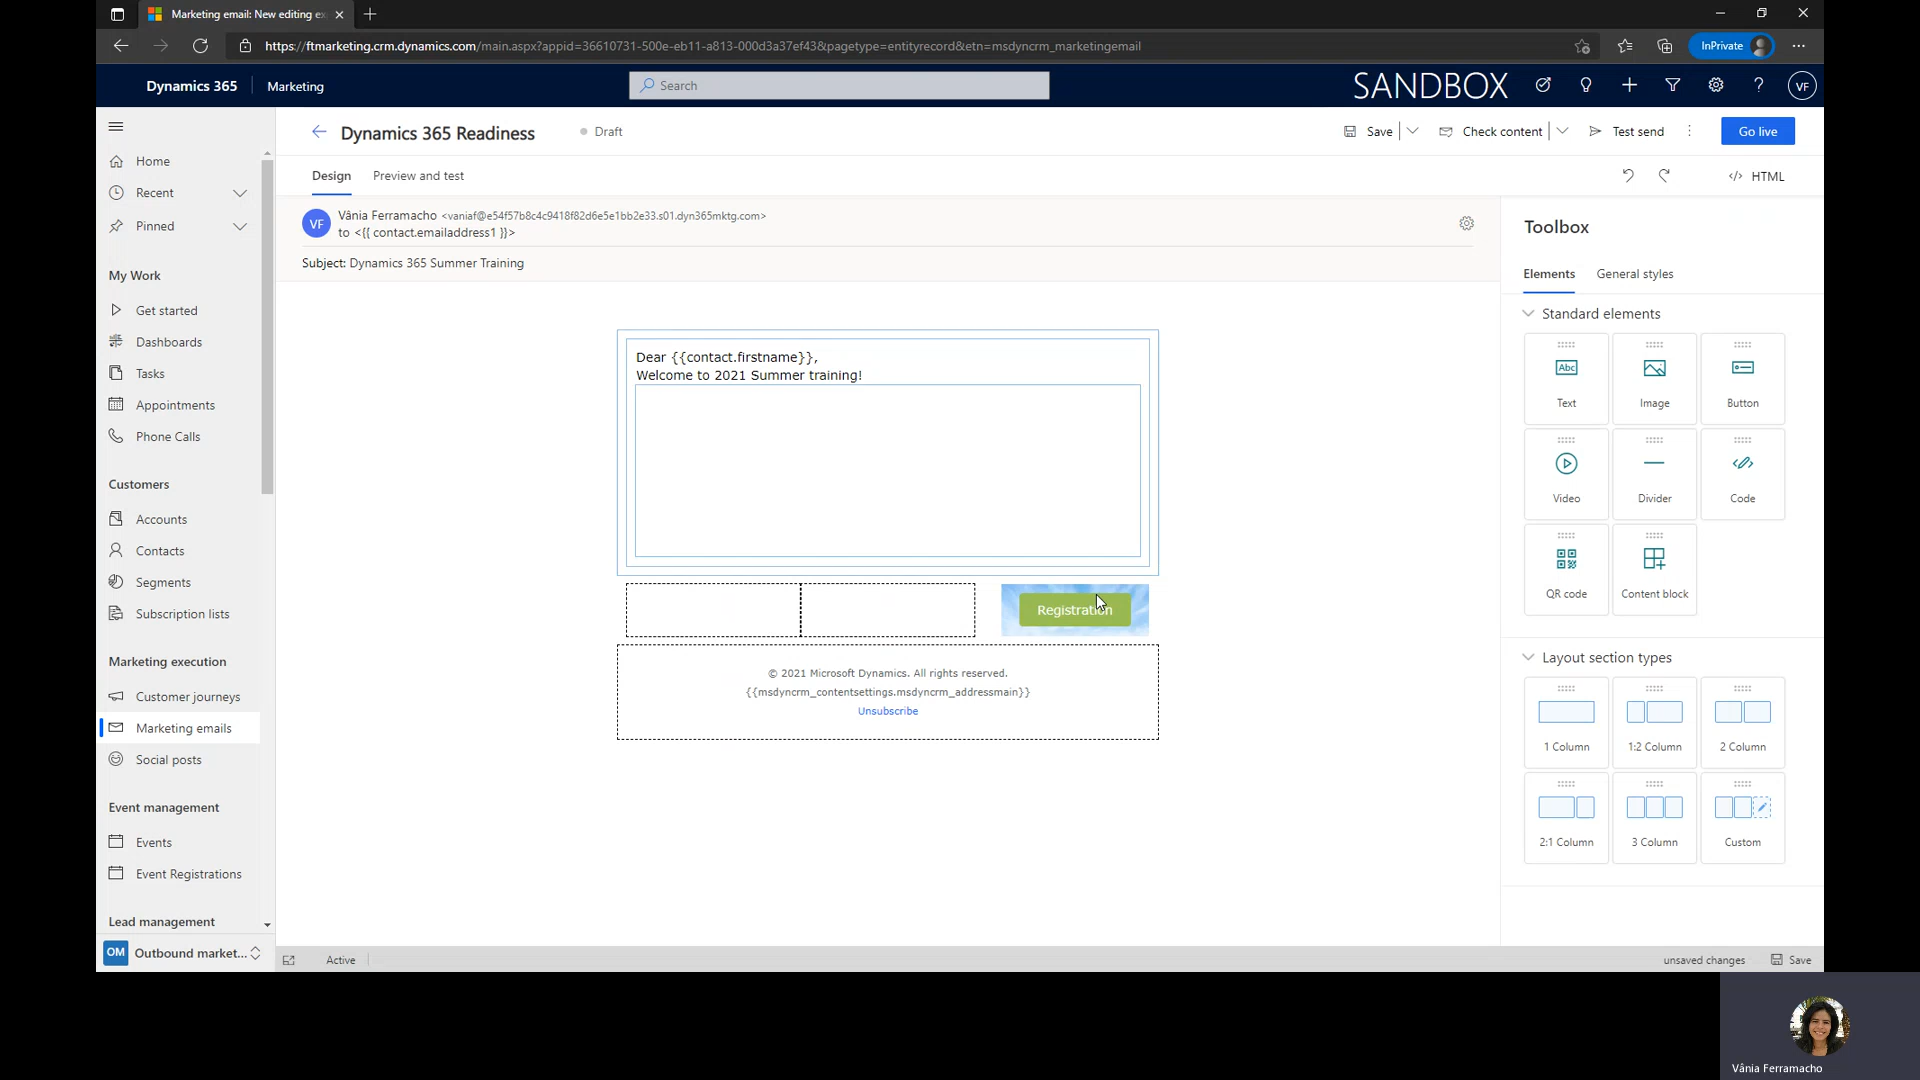 Marketing email: New editing ex
https://ftmarketing.crm.dynamics.com/main.aspx?appid=36610731-500e-eb11-a813-000d3a37ef43&pagetype=entityrecord&etn=msdyncrm_marketingemail
InPrivate
Dynamics 365
Marketing
Search
SANDBOX
?
VF
Home
Recent
Pinned
My Work
Get started
Dashboards
Tasks
Appointments
Phone Calls
Customers
Accounts
Contacts
Segments
Subscription lists
Marketing execution
Customer journeys
Marketing emails
Social posts
Event management
Events
Event Registrations
Lead management
OM
Outbound market...
Dynamics 365 Readiness
Draft
Save
Check content
Test send
Go live
Design
Preview and test
</> HTML
VF
Vânia Ferramacho <vaniaf@e54f57b8c4c9418f82d6e5e1bb2e33.s01.dyn365mktg.com>
to <{{ contact.emailaddress1 }}>
Subject: Dynamics 365 Summer Training
Dear {{contact.firstname}},
Welcome to 2021 Summer training!
Registration
© 2021 Microsoft Dynamics. All rights reserved.
{{msdyncrm_contentsettings.msdyncrm_addressmain}}
Unsubscribe
Toolbox
Elements
General styles
Standard elements
Abc
Text
Image
Button
Video
Divider
Code
QR code
Content block
Layout section types
1 Column
1:2 Column
2 Column
2:1 Column
3 Column
Custom
Active
unsaved changes
Save
Vânia Ferramacho